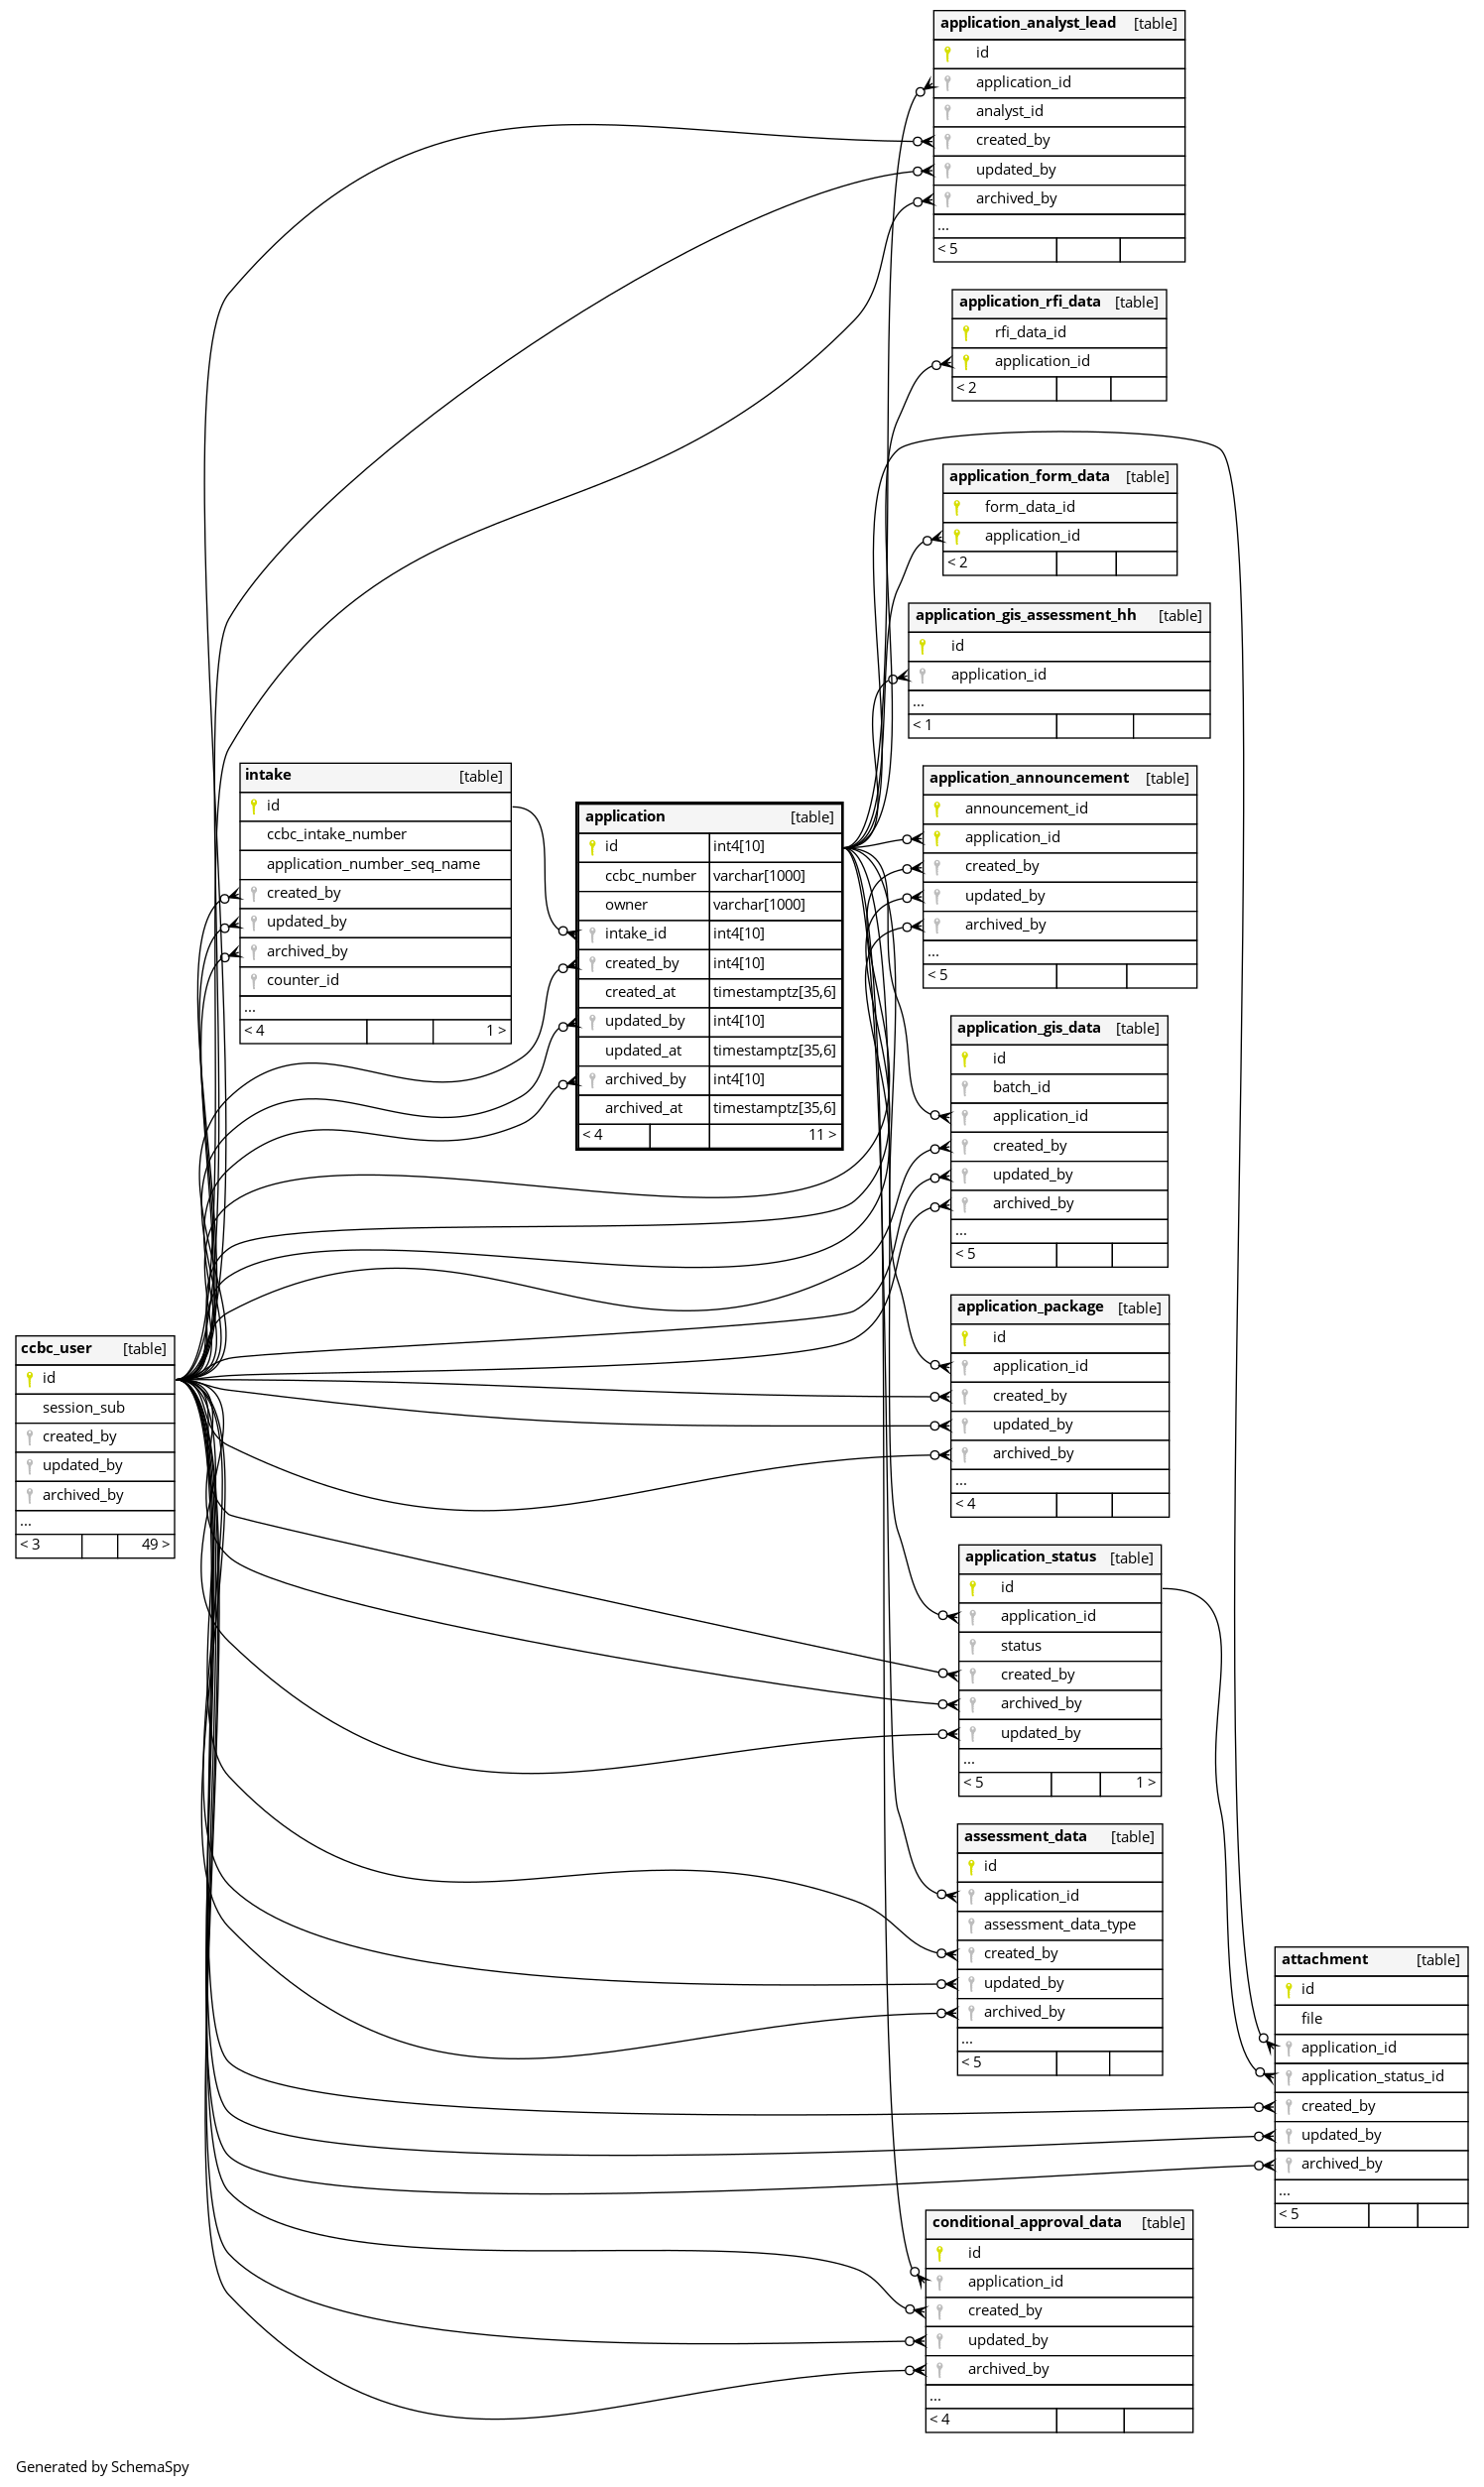 application_analyst_lead [table]
id
application_id
analyst_id
created_by
updated_by
archived_by
...
< 5
application_rfi_data [table]
rfi_data_id
application_id
< 2
application_form_data [table]
form_data_id
application_id
< 2
application_gis_assessment_hh [table]
id
application_id
...
< 1
intake [table]
id
ccbc_intake_number
application_number_seq_name
created_by
updated_by
archived_by
counter_id
...
< 4 1 >
application [table]
id int4[10]
ccbc_number varchar[1000]
owner varchar[1000]
intake_id int4[10]
created_by int4[10]
created_at timestamptz[35,6]
updated_by int4[10]
updated_at timestamptz[35,6]
archived_by int4[10]
archived_at timestamptz[35,6]
< 4 11 >
application_announcement [table]
announcement_id
application_id
created_by
updated_by
archived_by
...
< 5
application_gis_data [table]
id
batch_id
application_id
created_by
updated_by
archived_by
...
< 5
application_package [table]
id
application_id
created_by
updated_by
archived_by
...
< 4
ccbc_user [table]
id
session_sub
created_by
updated_by
archived_by
...
< 3 49 >
application_status [table]
id
application_id
status
created_by
archived_by
updated_by
...
< 5 1 >
assessment_data [table]
id
application_id
assessment_data_type
created_by
updated_by
archived_by
...
< 5
attachment [table]
id
file
application_id
application_status_id
created_by
updated_by
archived_by
...
< 5
conditional_approval_data [table]
id
application_id
created_by
updated_by
archived_by
...
< 4
Generated by SchemaSpy